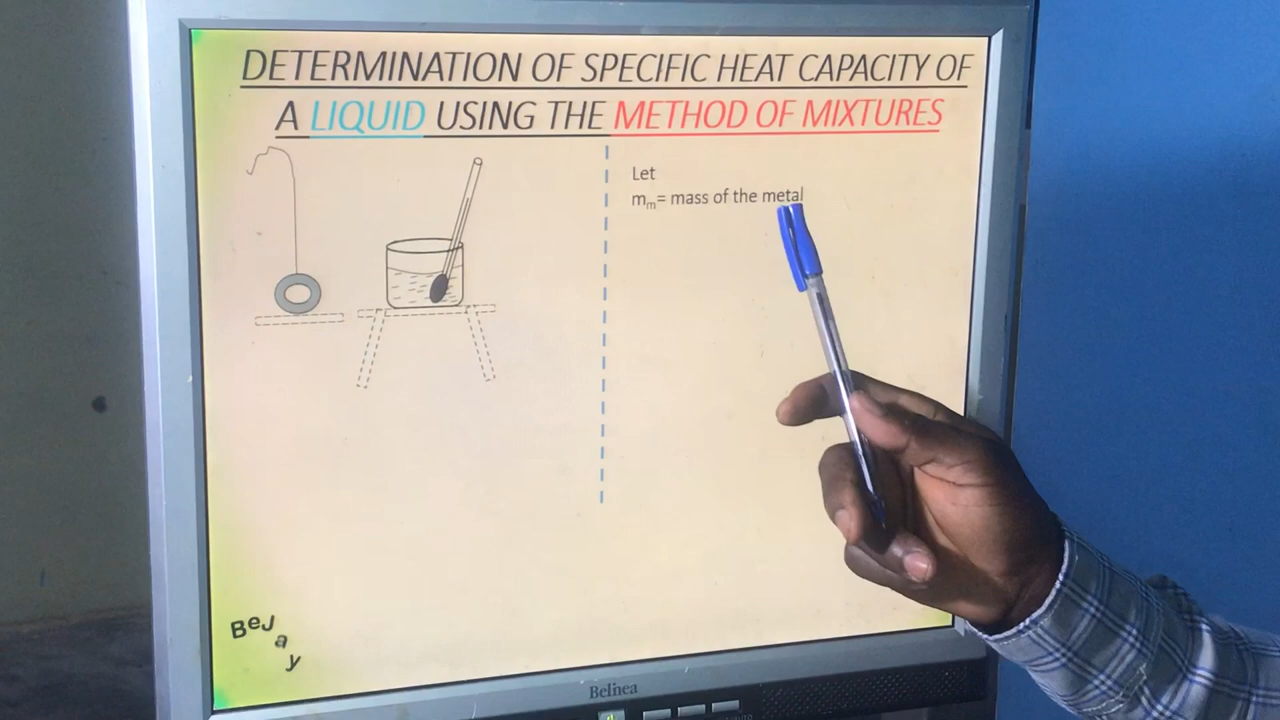 DETERMINATION OF SPECIFIC HEAT CAPACITY OF
A LIQUID USING THE METHOD OF MIXTURES
Let
mm= mass of the metal
BeJay
Belinea